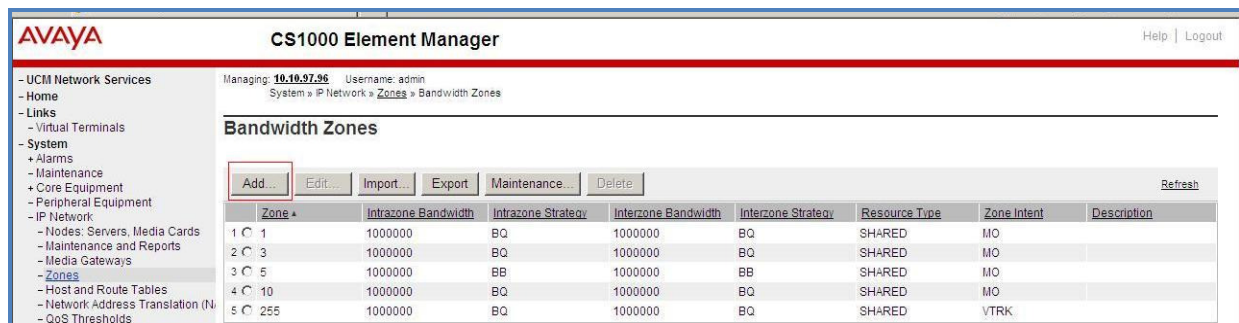 AVAYA
CS1000 Element Manager
Help | Logout
- UCM Network Services
- Home
- Links
- Virtual Terminals
- System
+ Alarms
- Maintenance
+ Core Equipment
- Peripheral Equipment
- IP Network
- Nodes: Servers, Media Cards
- Maintenance and Reports
- Media Gateways
- Zones
- Host and Route Tables
- Network Address Translation (N
- QoS Thresholds
Managing: 10.10.97.96 Username: admin
System » IP Network » Zones » Bandwidth Zones
Bandwidth Zones
Add... Edit... Import... Export Maintenance... Delete Refresh
Zone Intrazone Bandwidth Intrazone Strategy Interzone Bandwidth Interzone Strategy Resource Type Zone Intent Description
1 1 1000000 BQ 1000000 BQ SHARED MO
2 3 1000000 BQ 1000000 BQ SHARED MO
3 5 1000000 BB 1000000 BB SHARED MO
4 10 1000000 BQ 1000000 BQ SHARED MO
5 255 1000000 BQ 1000000 BQ SHARED VTRK